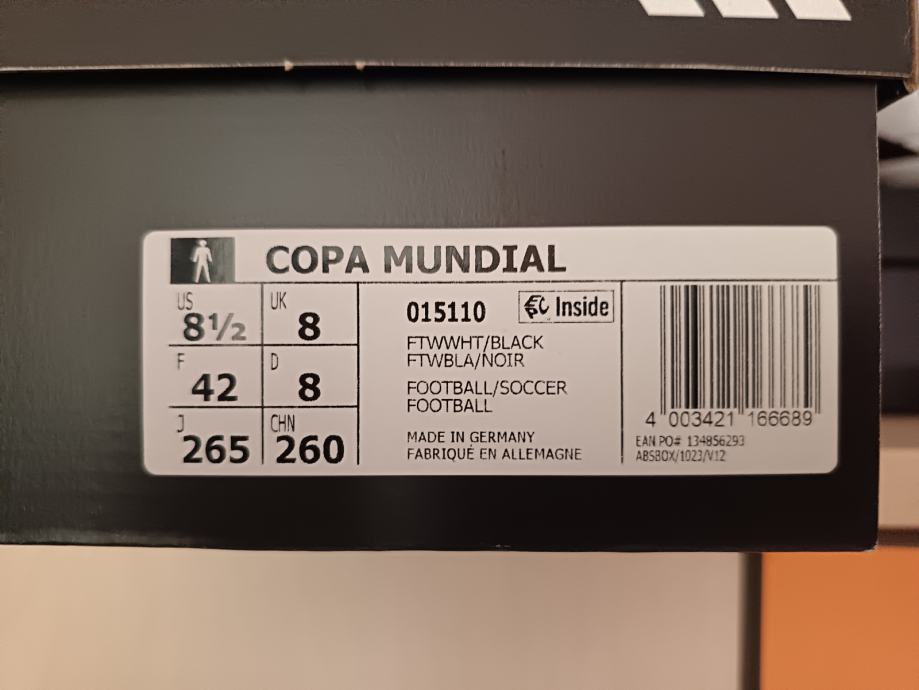 COPA MUNDIAL
US 8½ UK 8
F 42 D 8
J 265 CHN 260
015110 Inside
FTWWHT/BLACK
FTWBLA/NOIR
FOOTBALL/SOCCER
FOOTBALL
MADE IN GERMANY
FABRIQUÉ EN ALLEMAGNE
4 003421 166689
EAN PO# 134856293
ABSBOX/1023/V12